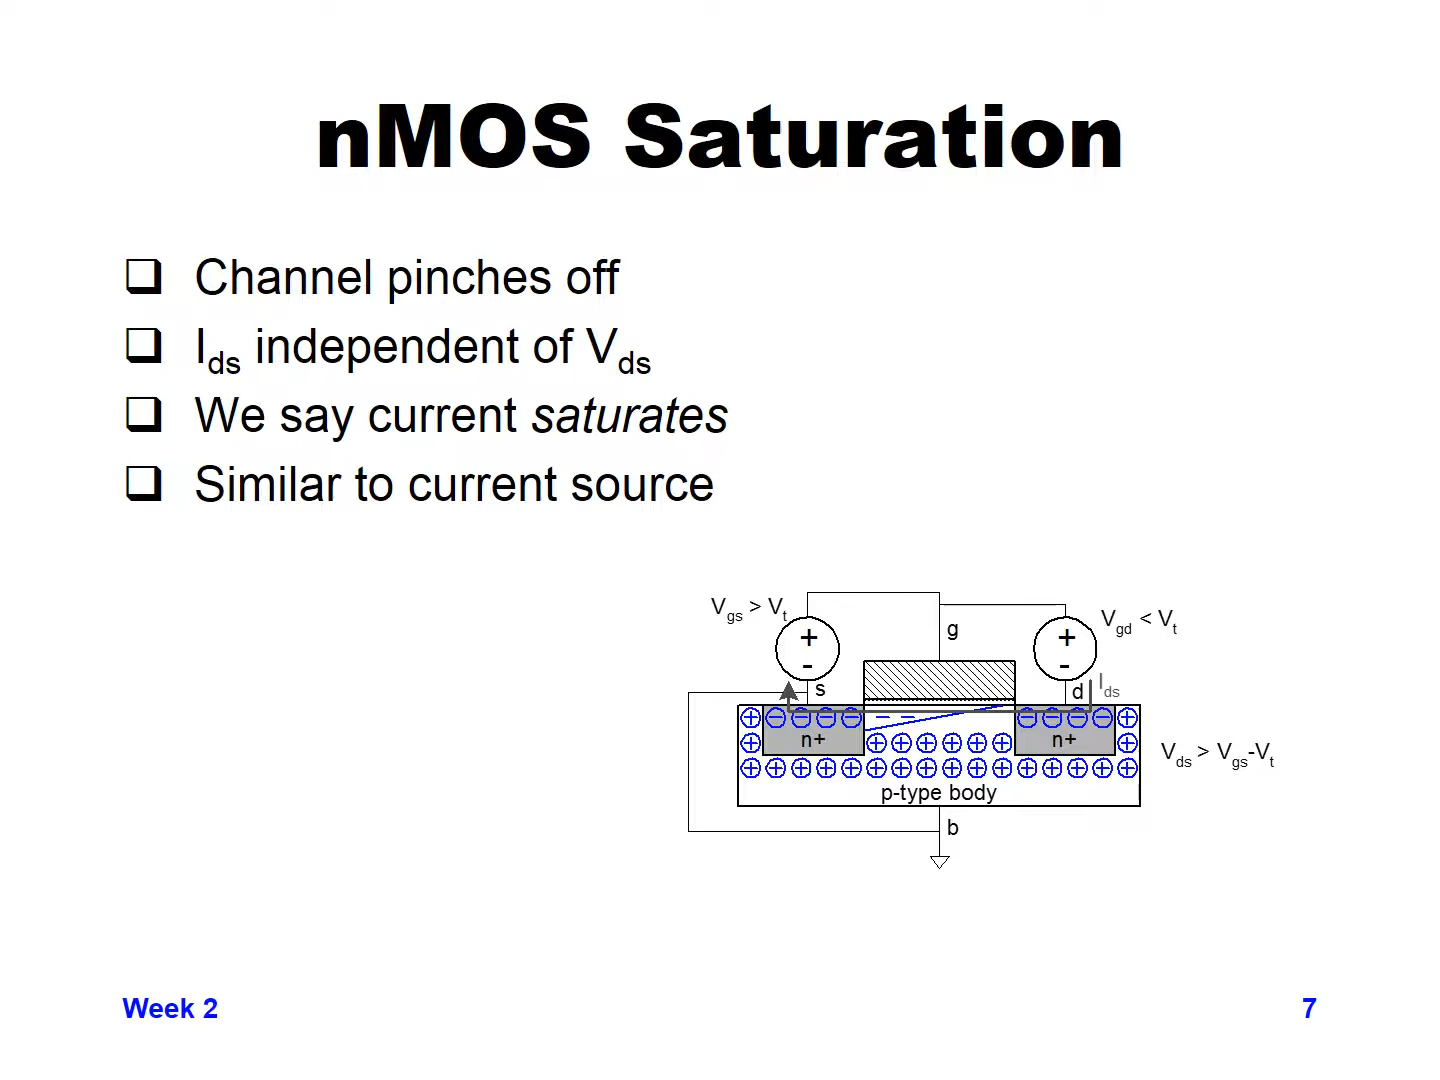 nMOS Saturation
❑ Channel pinches off
❑ Ids independent of Vds
❑ We say current saturates
❑ Similar to current source
Vgs > Vt
+
-
g
+
-
Vgd < Vt
s
d
Ids
n+
n+
Vds > Vgs-Vt
p-type body
b
Week 2
7